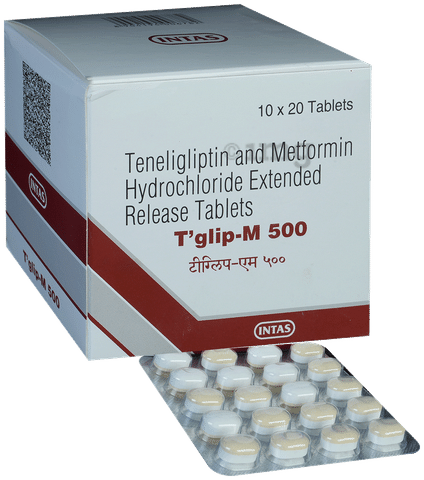 INTAS
10 x 20 Tablets
Teneligliptin and Metformin
Hydrochloride Extended
Release Tablets
T'glip-M 500
टीग्लिप-एम ५००
INTAS
INTAS
T'glip-M 500